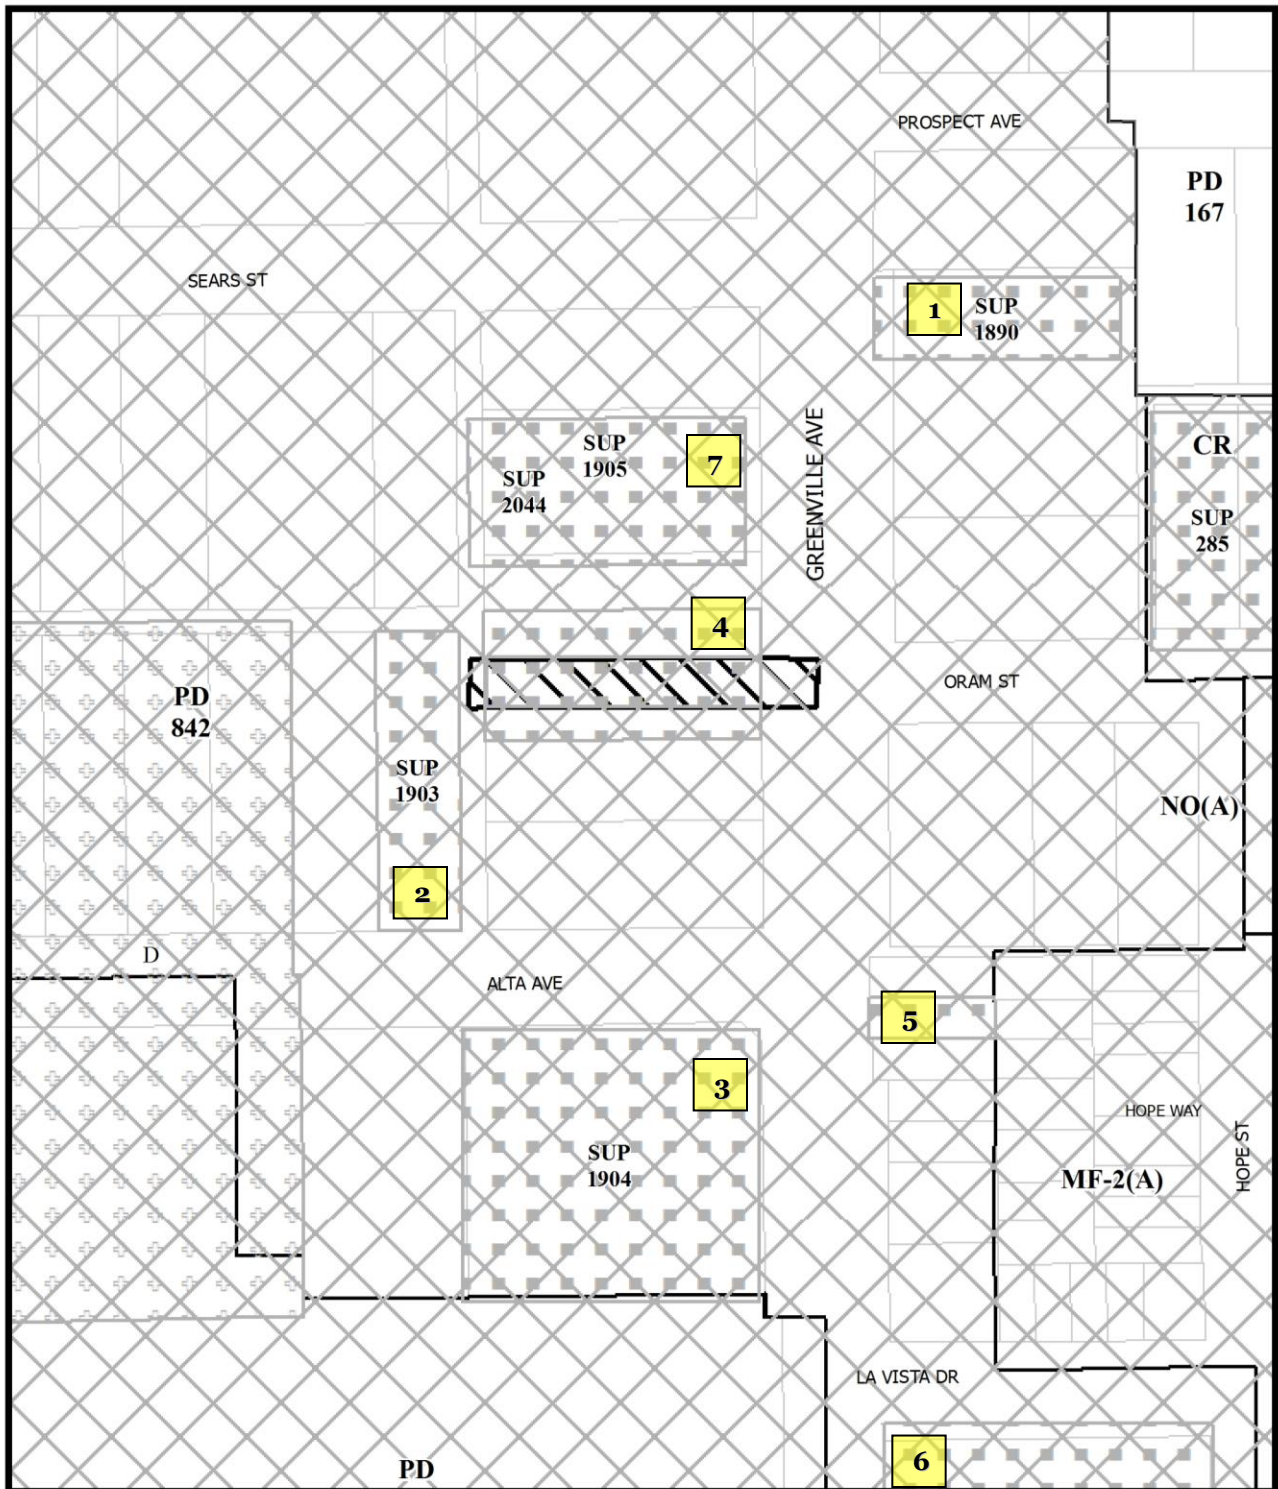 PROSPECT AVE
PD
167
SEARS ST
1
SUP
1890
GREENVILLE AVE
SUP
1905
7
CR
SUP
2044
SUP
285
4
ORAM ST
PD
842
SUP
1903
NO(A)
2
D
ALTA AVE
5
3
HOPE WAY
HOPE ST
SUP
1904
MF-2(A)
LA VISTA DR
6
PD